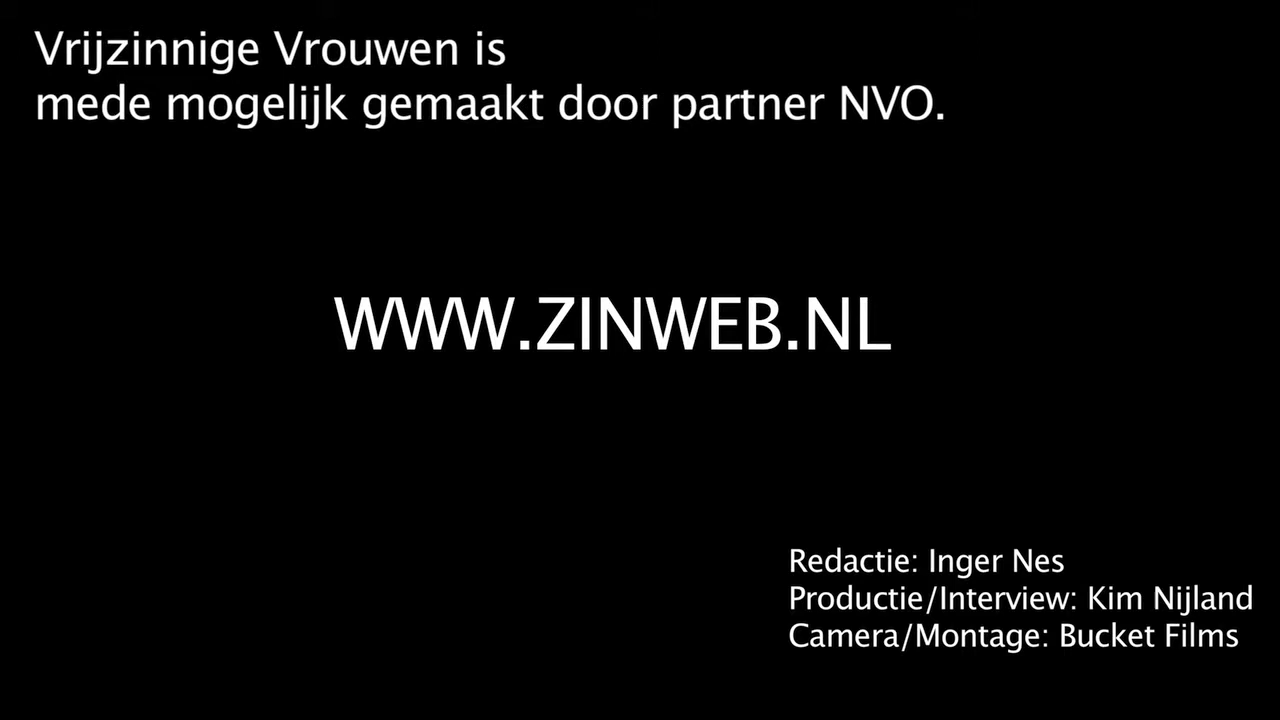 Vrijzinnige Vrouwen is
mede mogelijk gemaakt door partner NVO.
WWW.ZINWEB.NL
Redactie: Inger Nes
Productie/Interview: Kim Nijland
Camera/Montage: Bucket Films